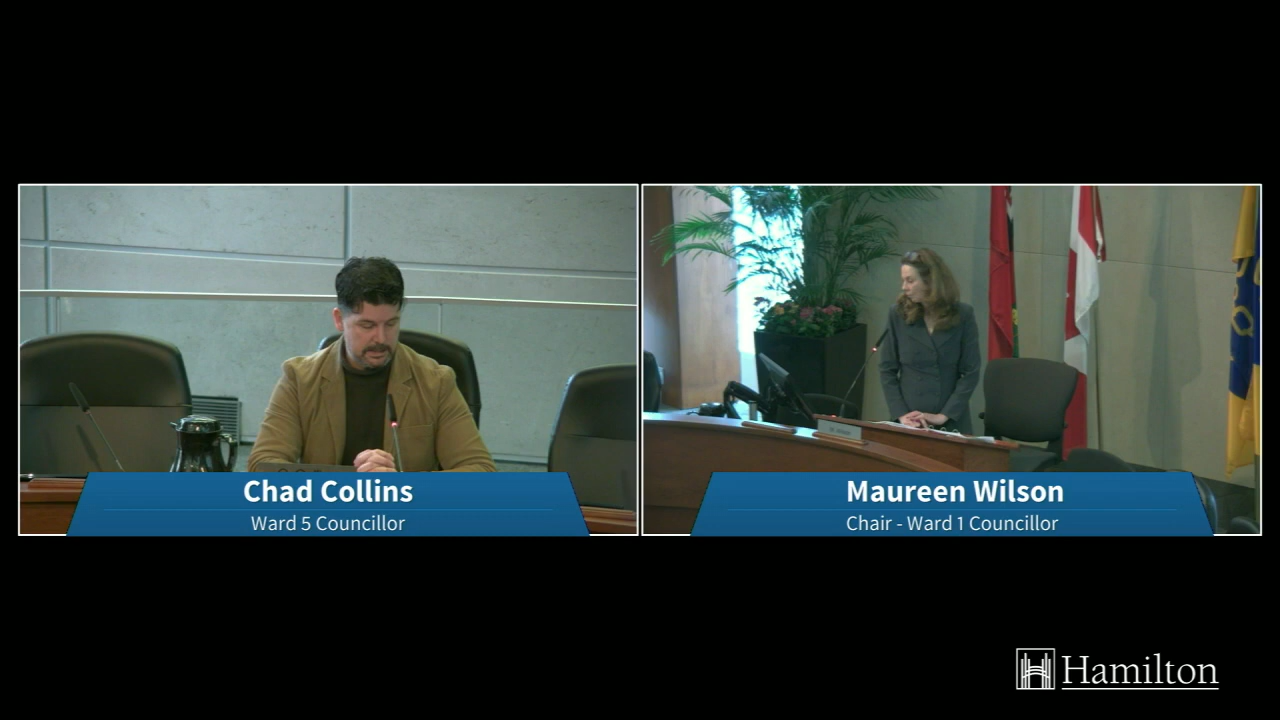 Chad Collins
Ward 5 Councillor
Maureen Wilson
Chair - Ward 1 Councillor
Hamilton